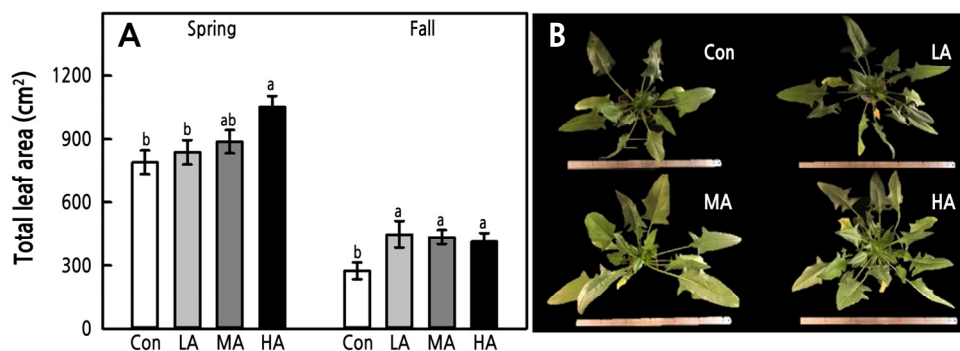 A
Spring
Fall
Total leaf area (cm²)
1200
900
600
300
0
b
b
ab
a
b
a
a
a
Con LA MA HA
Con LA MA HA
B
Con
LA
MA
HA